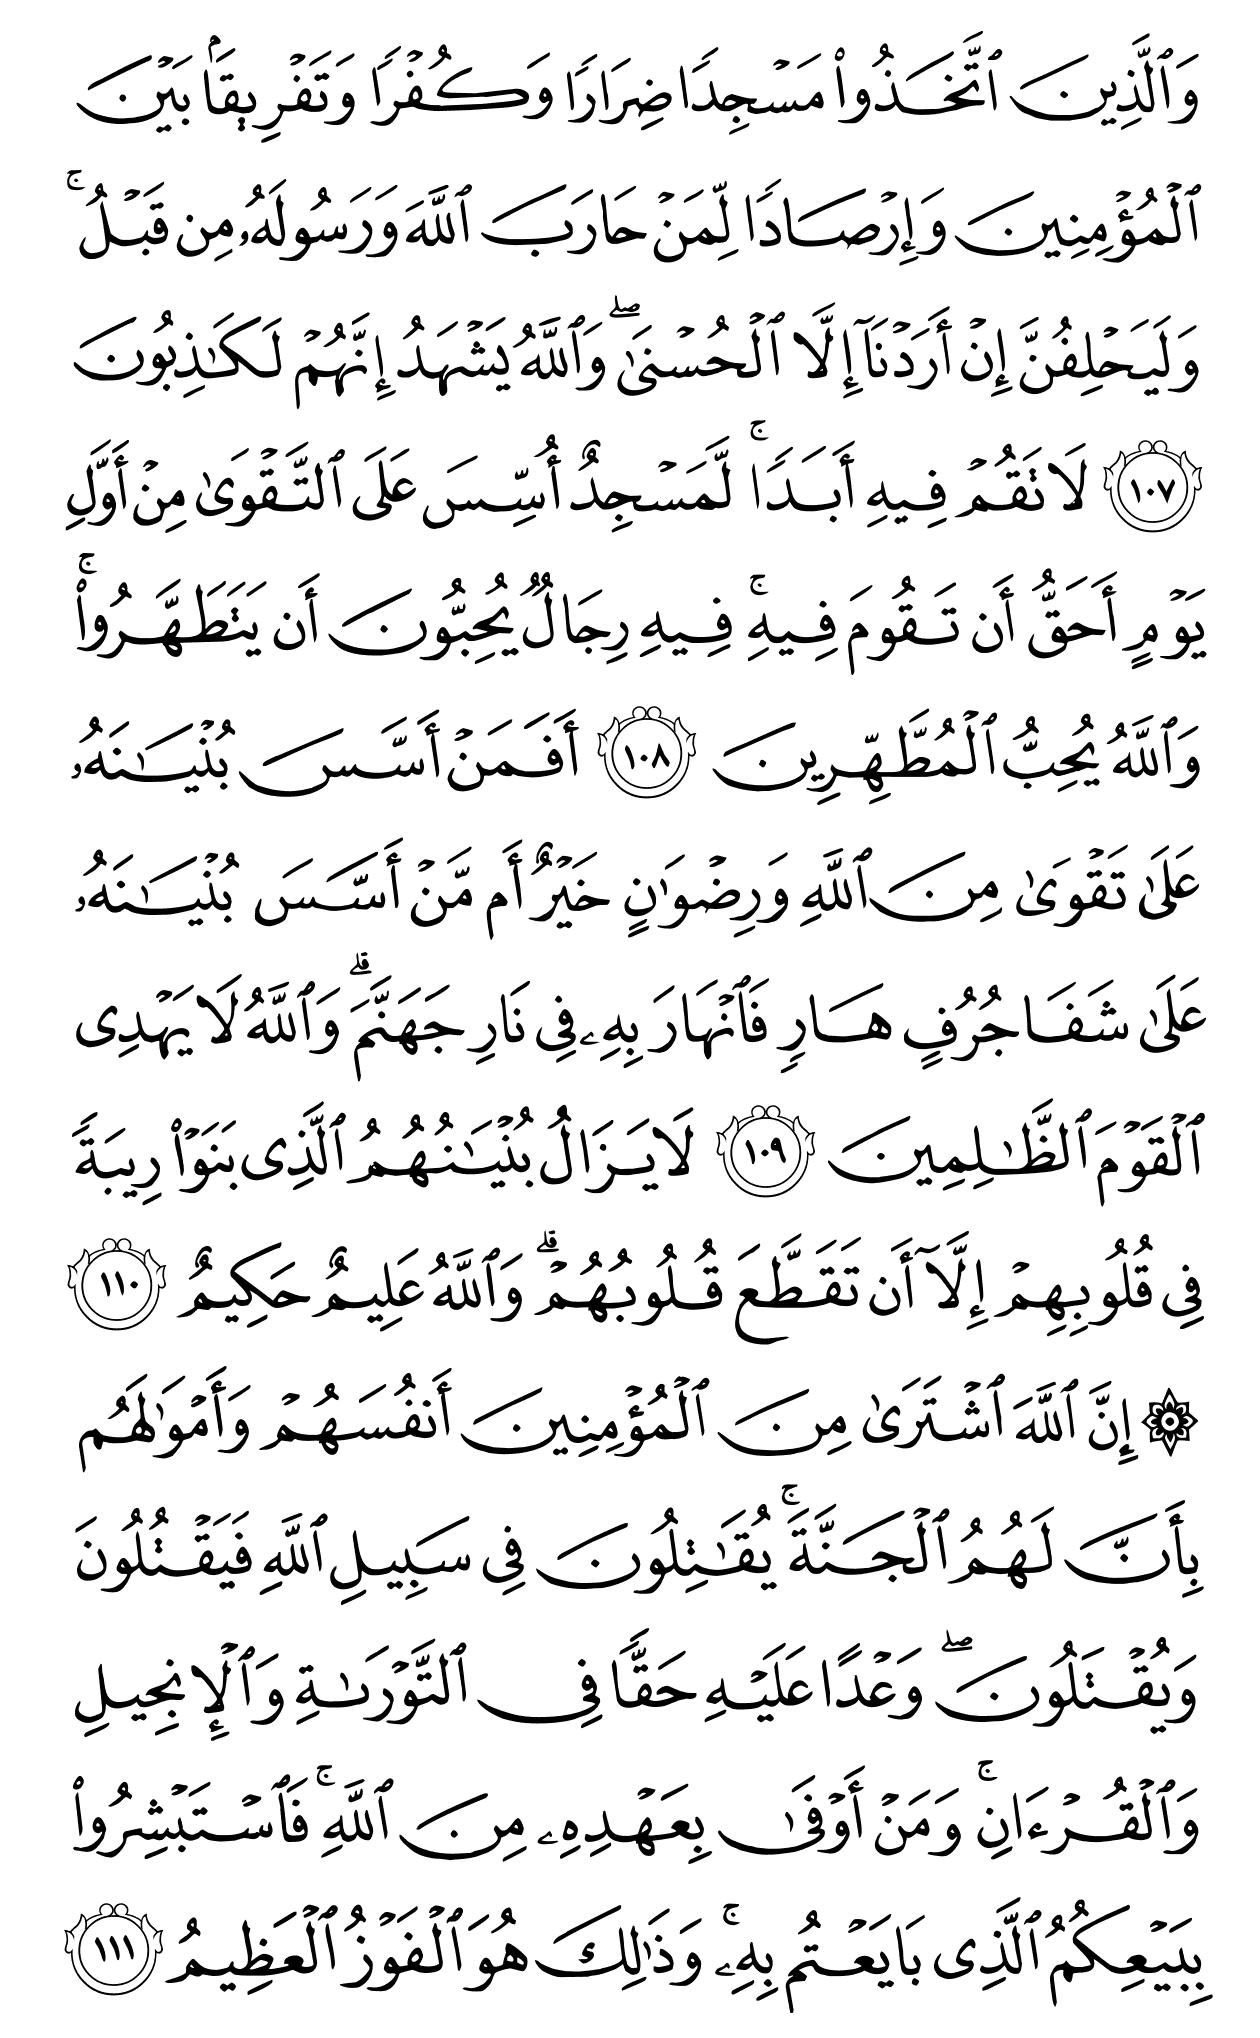 وَٱلَّذِينَ ٱتَّخَذُواْ مَسۡجِدٗا ضِرَارٗا وَكُفۡرٗا وَتَفۡرِيقَۢا بَيۡنَ
ٱلۡمُؤۡمِنِينَ وَإِرۡصَادٗا لِّمَنۡ حَارَبَ ٱللَّهَ وَرَسُولَهُۥ مِن قَبۡلُۚ
وَلَيَحۡلِفُنَّ إِنۡ أَرَدۡنَآ إِلَّا ٱلۡحُسۡنَىٰۖ وَٱللَّهُ يَشۡهَدُ إِنَّهُمۡ لَكَٰذِبُونَ
١٠٧ لَا تَقُمۡ فِيهِ أَبَدٗاۚ لَّمَسۡجِدٌ أُسِّسَ عَلَى ٱلتَّقۡوَىٰ مِنۡ أَوَّلِ
يَوۡمٍ أَحَقُّ أَن تَقُومَ فِيهِۚ فِيهِ رِجَالٞ يُحِبُّونَ أَن يَتَطَهَّرُواْۚ
وَٱللَّهُ يُحِبُّ ٱلۡمُطَّهِّرِينَ ١٠٨ أَفَمَنۡ أَسَّسَ بُنۡيَٰنَهُۥ
عَلَىٰ تَقۡوَىٰ مِنَ ٱللَّهِ وَرِضۡوَٰنٍ خَيۡرٌ أَم مَّنۡ أَسَّسَ بُنۡيَٰنَهُۥ
عَلَىٰ شَفَا جُرُفٍ هَارٖ فَٱنۡهَارَ بِهِۦ فِي نَارِ جَهَنَّمَۗ وَٱللَّهُ لَا يَهۡدِي
ٱلۡقَوۡمَ ٱلظَّٰلِمِينَ ١٠٩ لَا يَزَالُ بُنۡيَٰنُهُمُ ٱلَّذِي بَنَوۡاْ رِيبَةٗ
فِي قُلُوبِهِمۡ إِلَّآ أَن تَقَطَّعَ قُلُوبُهُمۡۗ وَٱللَّهُ عَلِيمٌ حَكِيمٌ ١١٠
۞ إِنَّ ٱللَّهَ ٱشۡتَرَىٰ مِنَ ٱلۡمُؤۡمِنِينَ أَنفُسَهُمۡ وَأَمۡوَٰلَهُم
بِأَنَّ لَهُمُ ٱلۡجَنَّةَۚ يُقَٰتِلُونَ فِي سَبِيلِ ٱللَّهِ فَيَقۡتُلُونَ
وَيُقۡتَلُونَۖ وَعۡدًا عَلَيۡهِ حَقّٗا فِي ٱلتَّوۡرَىٰةِ وَٱلۡإِنجِيلِ
وَٱلۡقُرۡءَانِۚ وَمَنۡ أَوۡفَىٰ بِعَهۡدِهِۦ مِنَ ٱللَّهِۚ فَٱسۡتَبۡشِرُواْ
بِبَيۡعِكُمُ ٱلَّذِي بَايَعۡتُم بِهِۦۚ وَذَٰلِكَ هُوَ ٱلۡفَوۡزُ ٱلۡعَظِيمُ ١١١